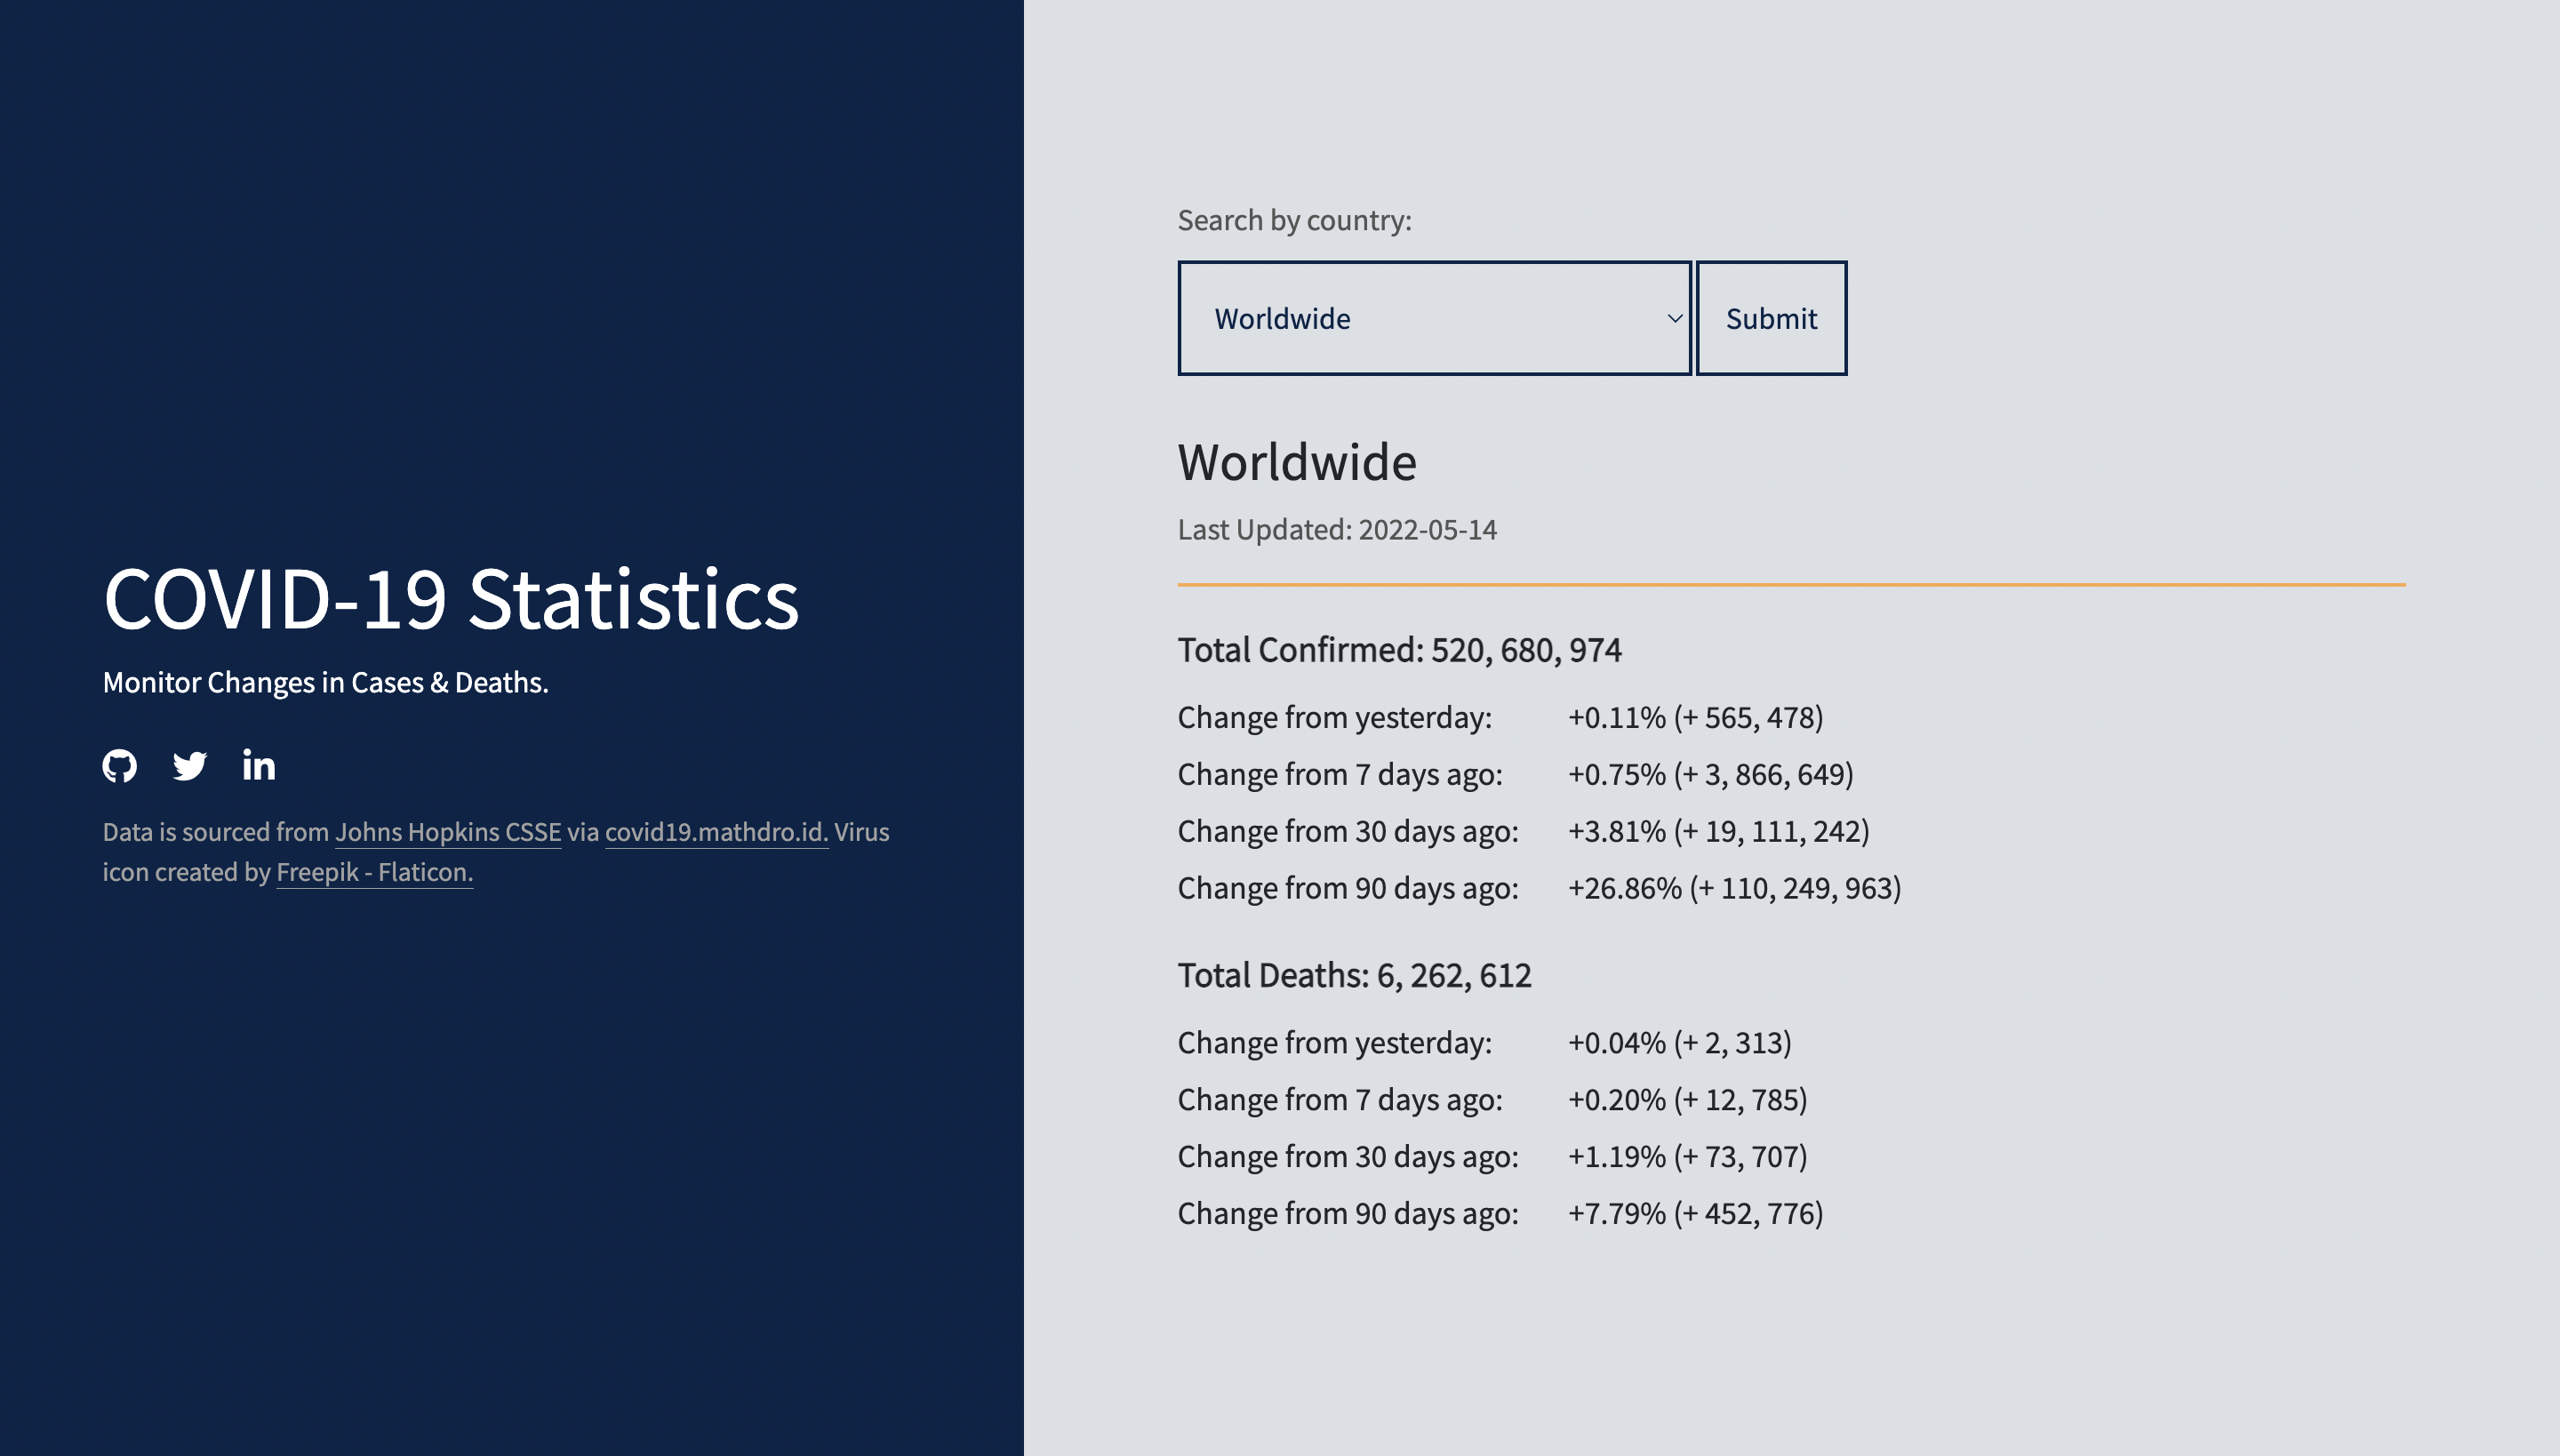 COVID-19 Statistics
Monitor Changes in Cases & Deaths.
in
Data is sourced from Johns Hopkins CSSE via covid19.mathdro.id. Virus
icon created by Freepik - Flaticon.
Search by country:
Worldwide
Submit
Worldwide
Last Updated: 2022-05-14
Total Confirmed: 520, 680, 974
Change from yesterday: +0.11% (+ 565, 478)
Change from 7 days ago: +0.75% (+ 3, 866, 649)
Change from 30 days ago: +3.81% (+ 19, 111, 242)
Change from 90 days ago: +26.86% (+ 110, 249, 963)
Total Deaths: 6, 262, 612
Change from yesterday: +0.04% (+ 2, 313)
Change from 7 days ago: +0.20% (+ 12, 785)
Change from 30 days ago: +1.19% (+ 73, 707)
Change from 90 days ago: +7.79% (+ 452, 776)